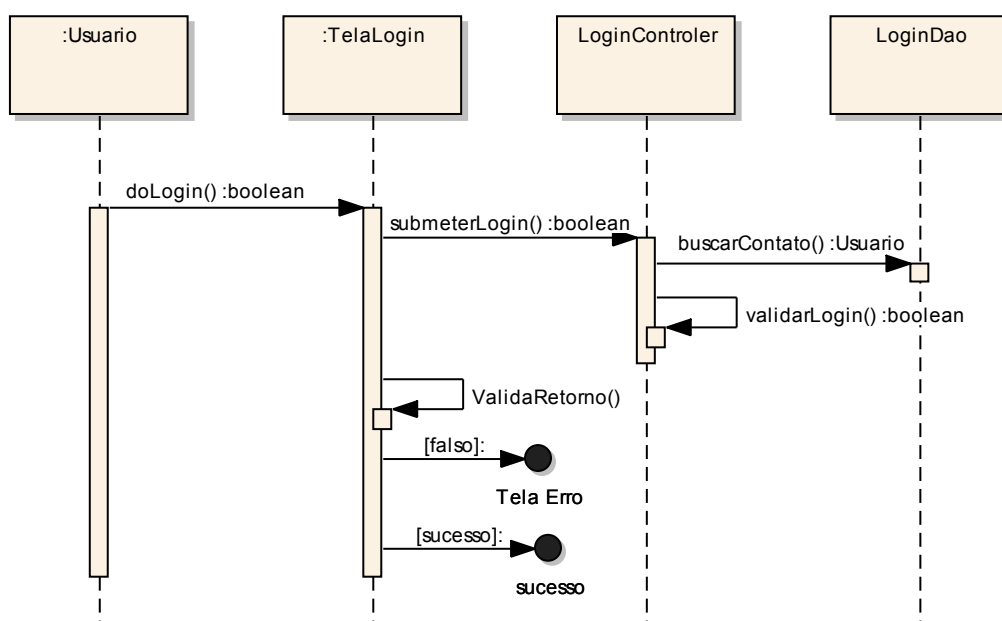 :Usuario
:TelaLogin
LoginControler
LoginDao
doLogin() :boolean
submeterLogin() :boolean
buscarContato() :Usuario
validarLogin() :boolean
ValidaRetorno()
[falso]:
Tela Erro
[sucesso]:
sucesso